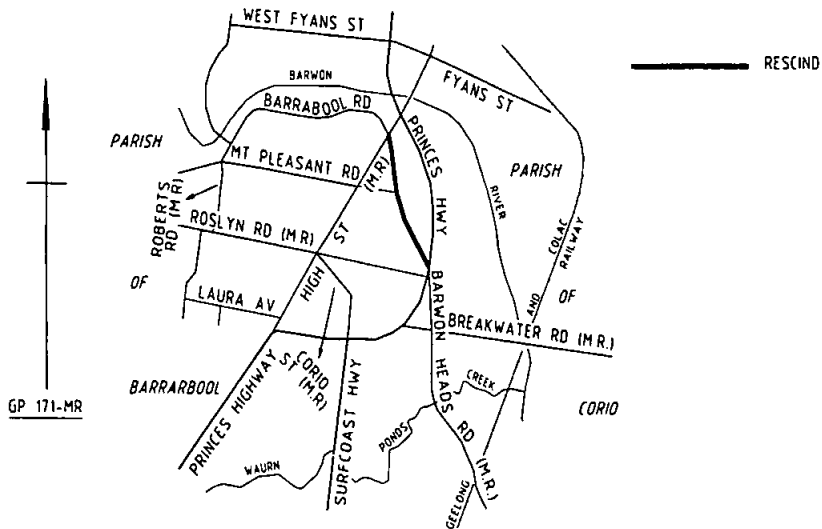 WEST FYANS ST
RESCIND
BARWON
FYANS ST
BARRABOOL RD
PARISH
PRINCES HWY
PARISH
MT PLEASANT RD
(M.R)
RIVER
ROBERTS
RD (M.R)
ROSLYN RD (M R)
HIGH ST
COLAC
RAILWAY
AND
OF
OF
LAURA AV
BARWON HEADS RD (M.R.)
BREAKWATER RD (M.R.)
CORIO
ST (M.R)
PRINCES HIGHWAY
BARRARBOOL
SURFCOAST HWY
CREEK
CORIO
GP 171-MR
PONDS
WAURN
GEELONG